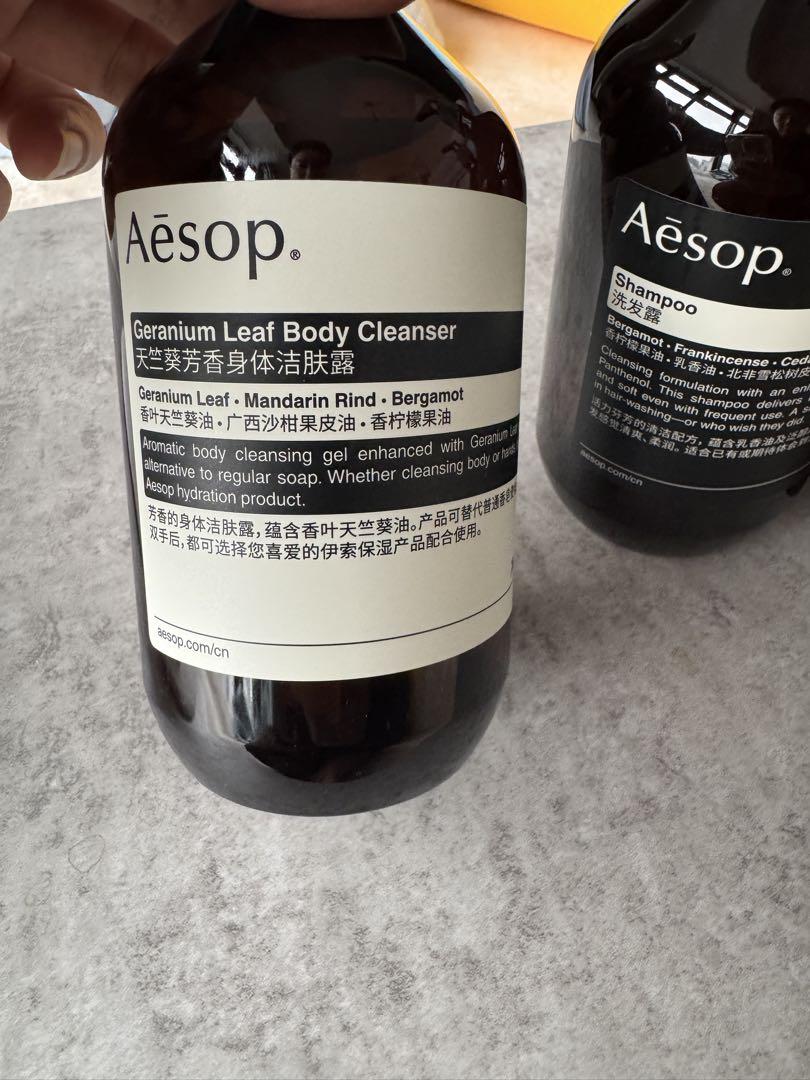 Aēsop®
Geranium Leaf Body Cleanser
天竺葵芳香身体洁肤露
Geranium Leaf • Mandarin Rind • Bergamot
香叶天竺葵油 • 广西沙柑果皮油 • 香柠檬果油
Aromatic body cleansing gel enhanced with Geranium
alternative to regular soap. Whether cleansing body or hands
Aesop hydration product.
芳香的身体洁肤露，蕴含香叶天竺葵油。产品可替代普通香皂
双手后，都可选择您喜爱的伊索保湿产品配合使用。
aesop.com/cn
Aēsop®
Shampoo
洗发露
Bergamot • Frankincense •
香柠檬果油 • 乳香油 • 北非雪松树皮
Cleansing formulation with an
Panthenol. This shampoo delivers
and soft even with frequent use. A
in hair-washing—or who wish they did.
活力芬芳的清洁配方，蕴含乳香油及
发感觉清爽、柔润。适合已有或期待体会
aesop.com/cn